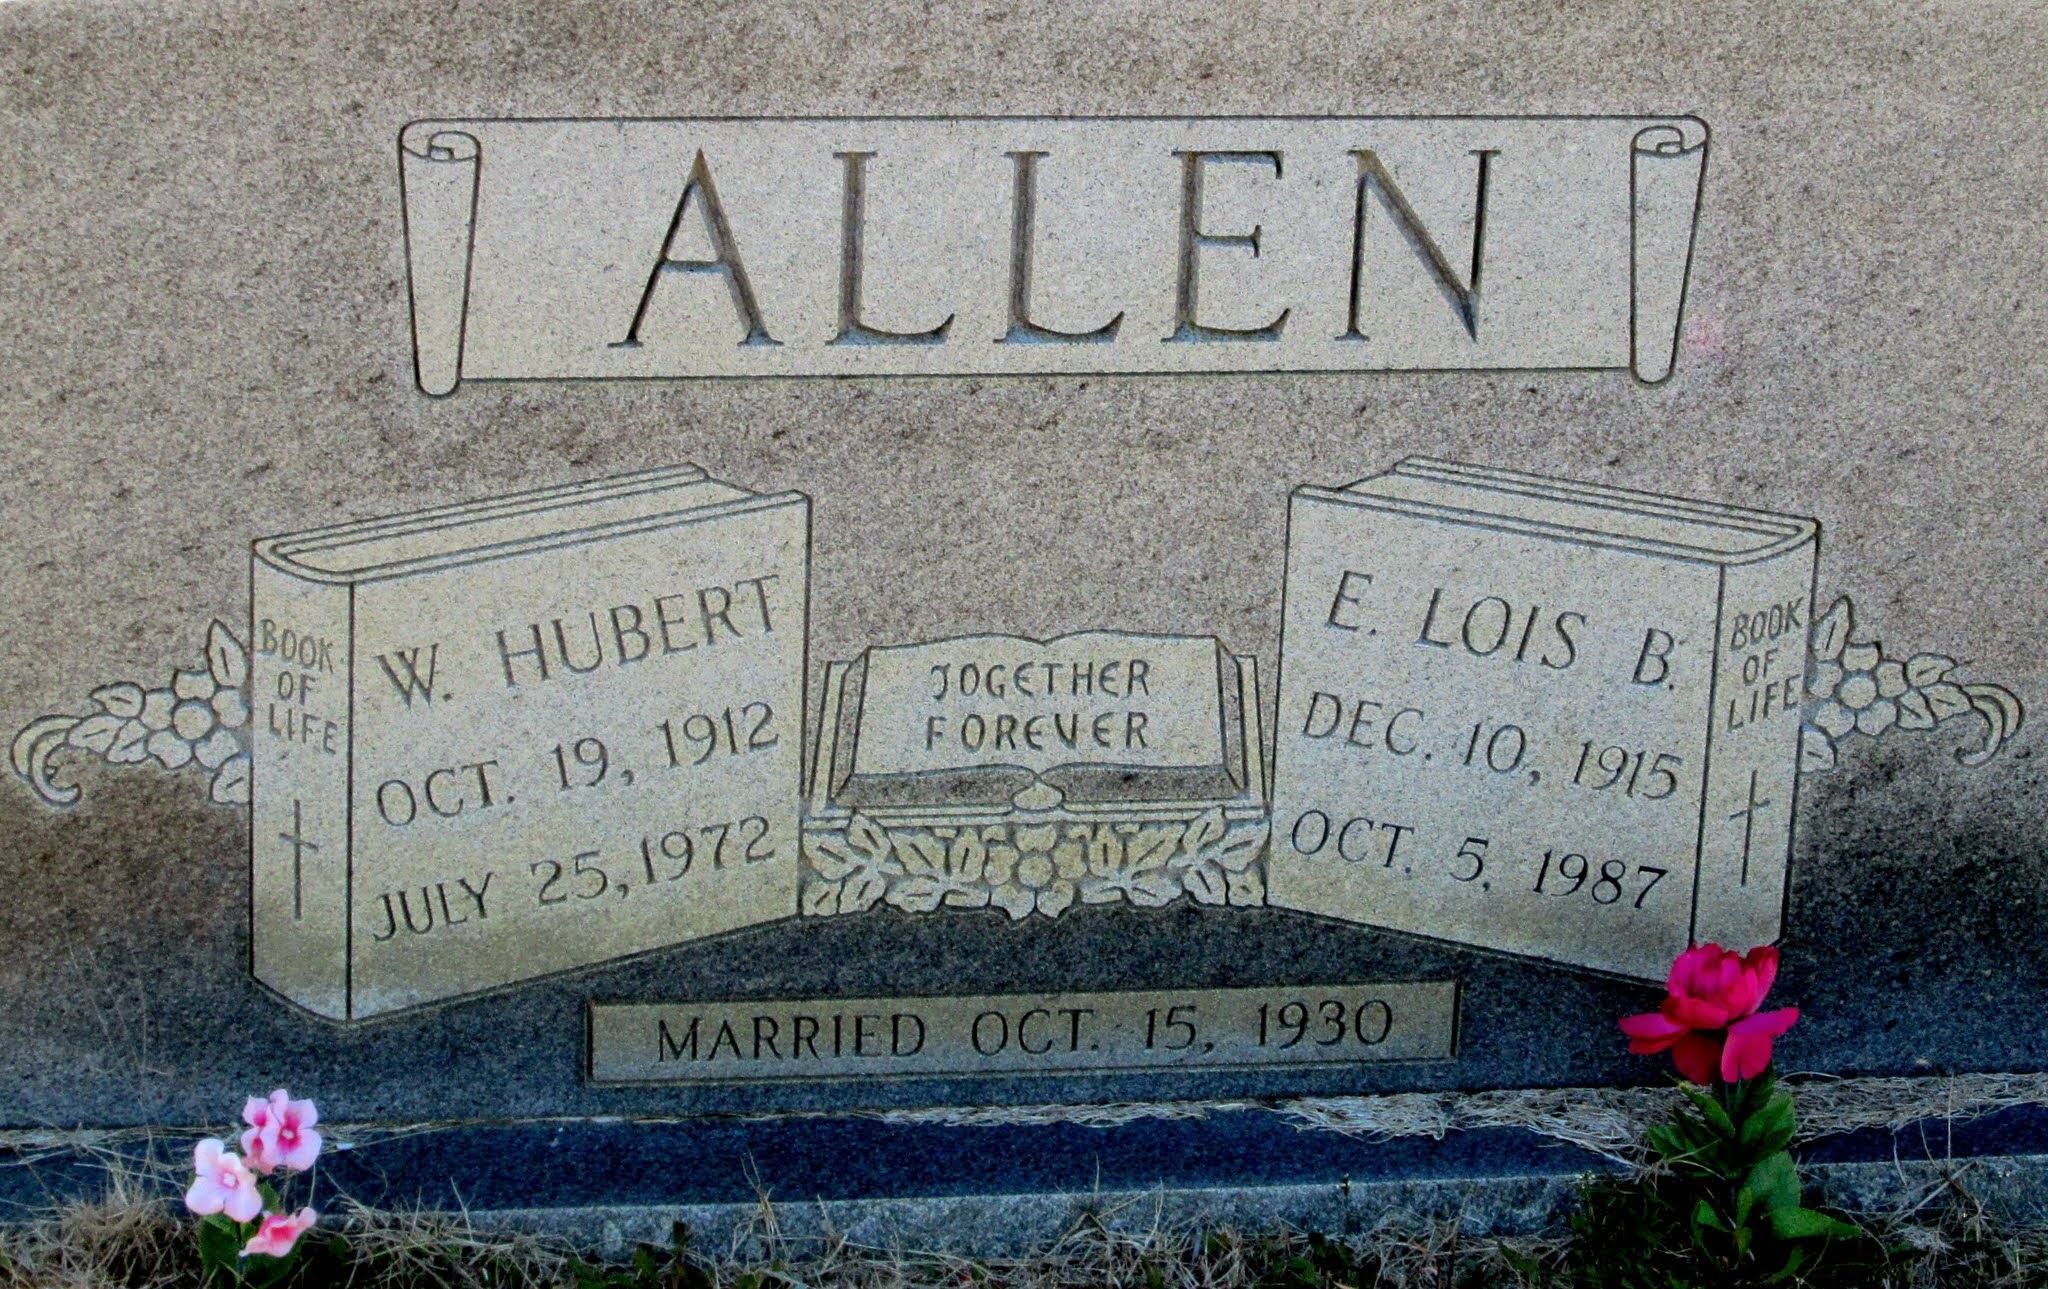 ALLEN
BOOK
OF
LIFE
W. HUBERT
OCT. 19, 1912
JULY 25, 1972
TOGETHER
FOREVER
E. LOIS B.
DEC. 10, 1915
OCT. 5, 1987
BOOK
OF
LIFE
MARRIED OCT. 15, 1930